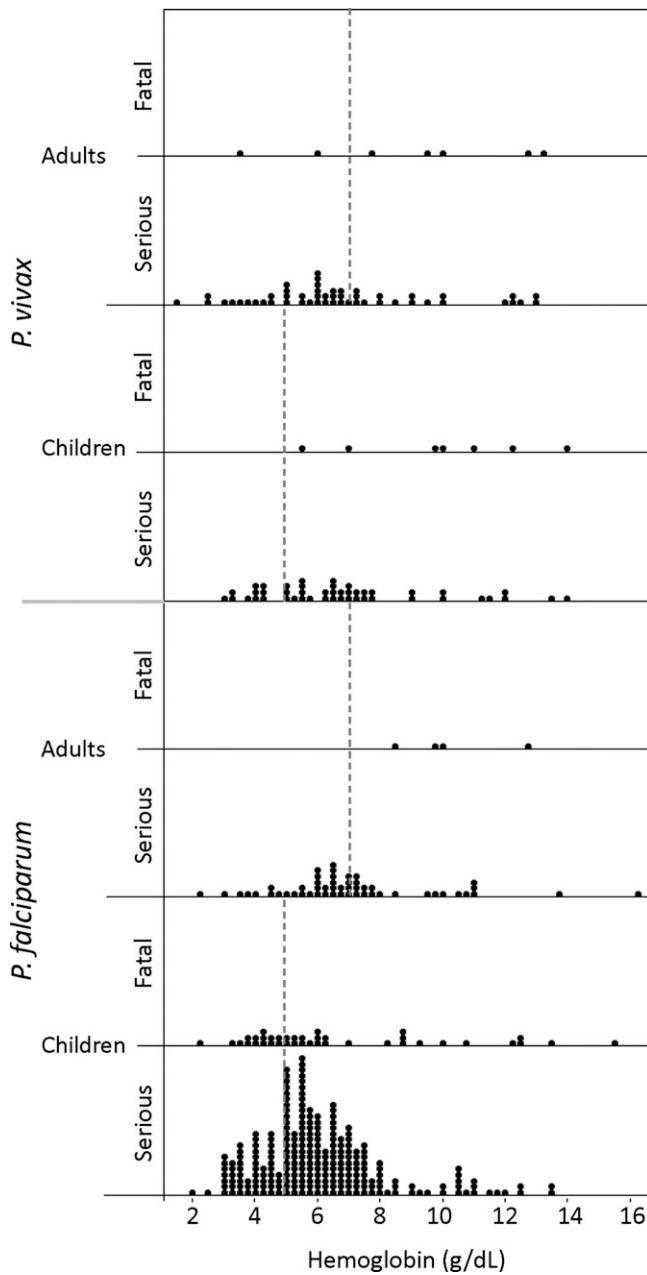 P. vivax
Adults
Fatal
Serious
Children
Fatal
Serious
P. falciparum
Adults
Fatal
Serious
Children
Fatal
Serious
2 4 6 8 10 12 14 16
Hemoglobin (g/dL)